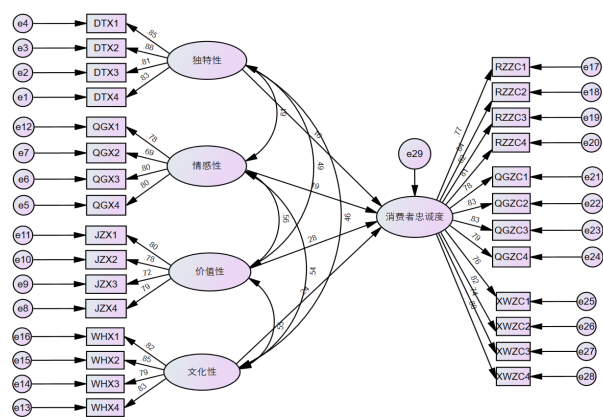 e4 DTX1 85
e3 DTX2 88
e2 DTX3 81
e1 DTX4 83
独特性
e12 QGX1 78
e7 QGX2 69
e6 QGX3 80
e5 QGX4 80
情感性
e11 JZX1 80
e10 JZX2 78
e9 JZX3 72
e8 JZX4 79
价值性
e16 WHX1 82
e15 WHX2 85
e14 WHX3 79
e13 WHX4 83
文化性
49
46
19
28
54
e29
消费者忠诚度
77
RZZC1 e17
RZZC2 e18
RZZC3 e19
RZZC4 e20
81
QGZC1 e21
78
QGZC2 e22
83
QGZC3 e23
83
QGZC4 e24
79
76
XWZC1 e25
82
XWZC2 e26
XWZC3 e27
XWZC4 e28